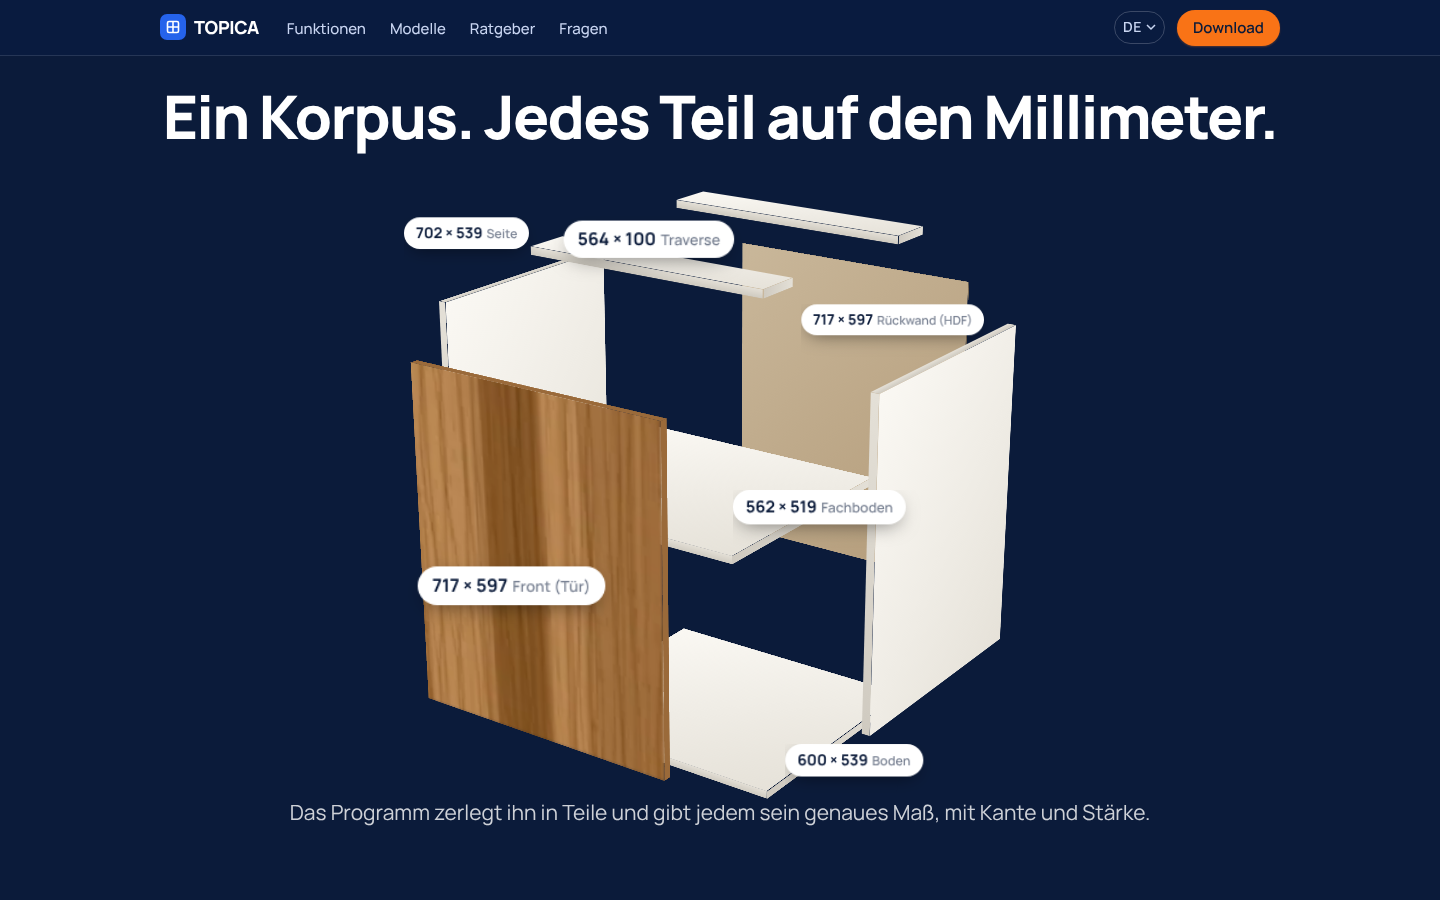 TOPICA Funktionen Modelle Ratgeber Fragen DE Download
Ein Korpus. Jedes Teil auf den Millimeter.
702 × 539 Seite
564 × 100 Traverse
717 × 597 Rückwand (HDF)
562 × 519 Fachboden
717 × 597 Front (Tür)
600 × 539 Boden
Das Programm zerlegt ihn in Teile und gibt jedem sein genaues Maß, mit Kante und Stärke.